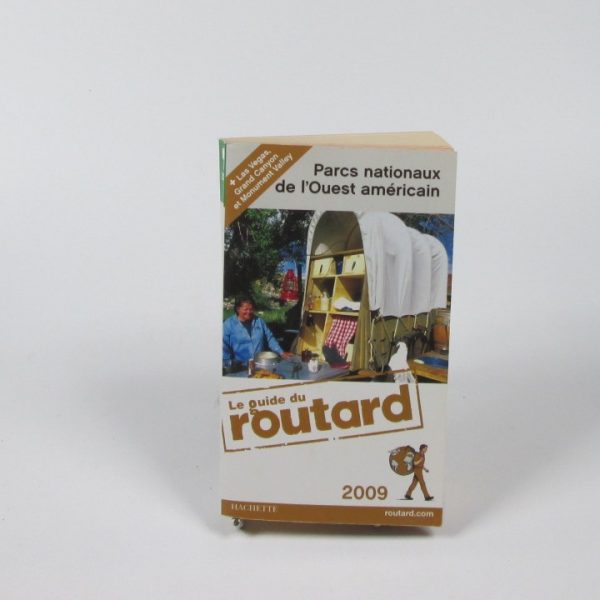 + Las Vegas,
Grand Canyon
et Monument Valley
Parcs nationaux
de l'Ouest américain
Le guide du
routard
2009
HACHETTE
routard.com